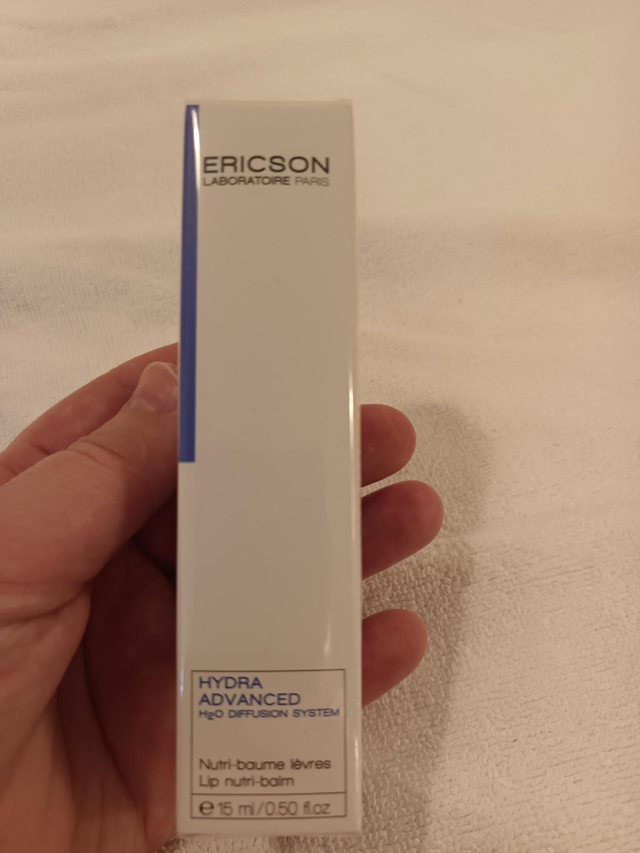 ERICSON
LABORATOIRE PARIS
HYDRA
ADVANCED
H2O DIFFUSION SYSTEM
Nutri-baume lèvres
Lip nutri-balm
℮ 15 ml/0.50 fl.oz